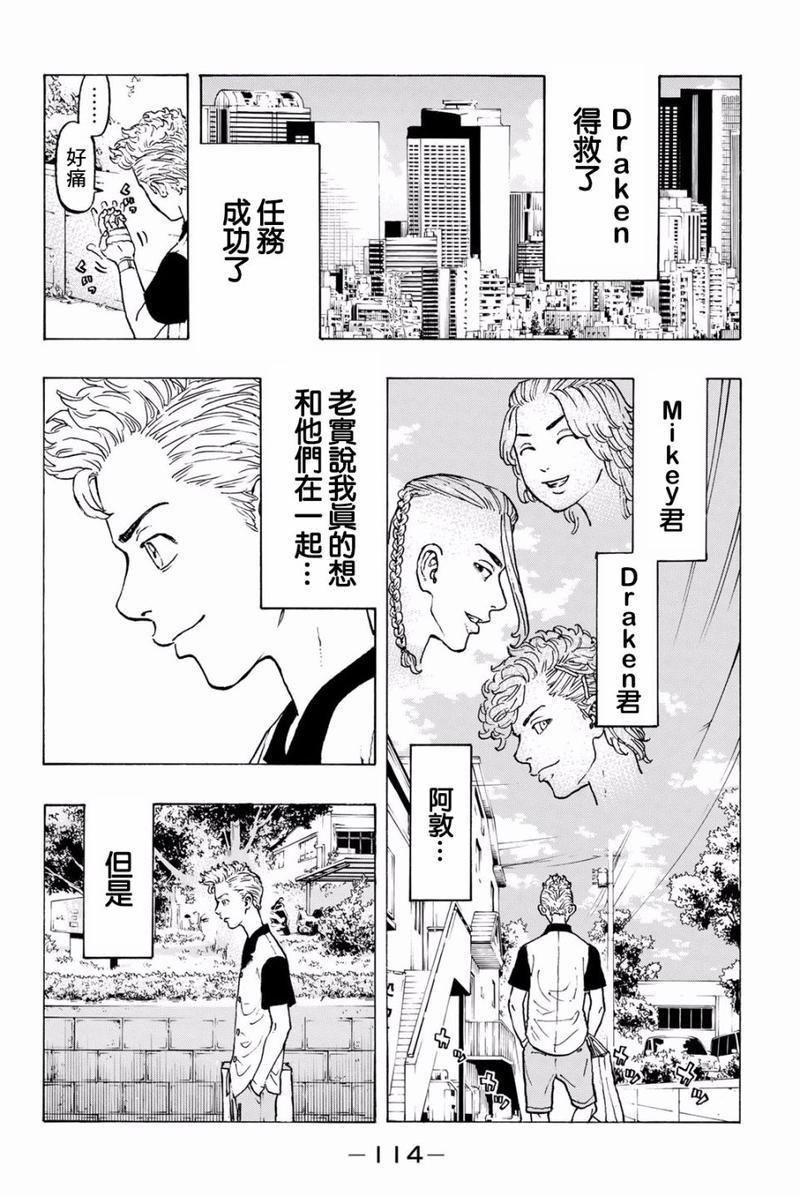 Draken
得救了
任務
成功了
……
好痛
Mikey君
Draken君
阿敦…
老實說我真的想
和他們在一起…
但是
－114－